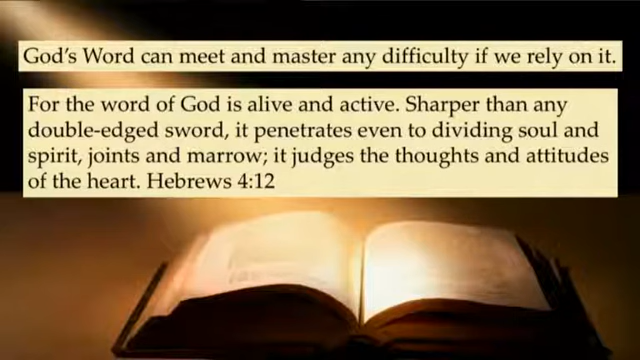 God's Word can meet and master any difficulty if we rely on it.
For the word of God is alive and active. Sharper than any
double-edged sword, it penetrates even to dividing soul and
spirit, joints and marrow; it judges the thoughts and attitudes
of the heart. Hebrews 4:12